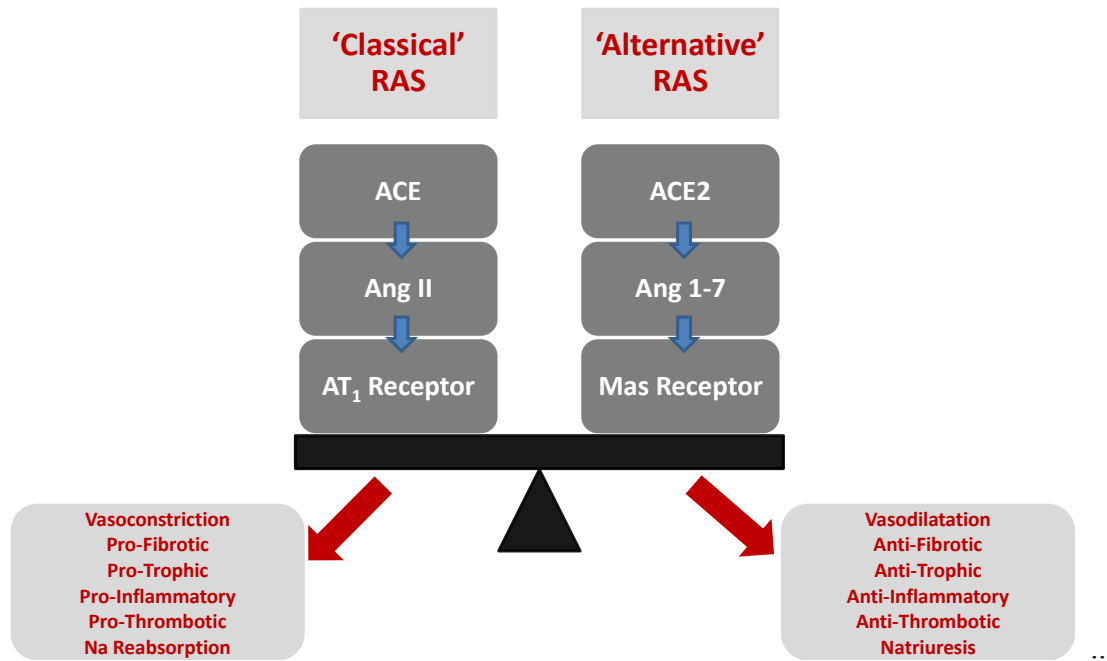 ‘Classical’
RAS
‘Alternative’
RAS
ACE
ACE2
Ang II
Ang 1-7
AT₁ Receptor
Mas Receptor
Vasoconstriction
Pro-Fibrotic
Pro-Trophic
Pro-Inflammatory
Pro-Thrombotic
Na Reabsorption
Vasodilatation
Anti-Fibrotic
Anti-Trophic
Anti-Inflammatory
Anti-Thrombotic
Natriuresis